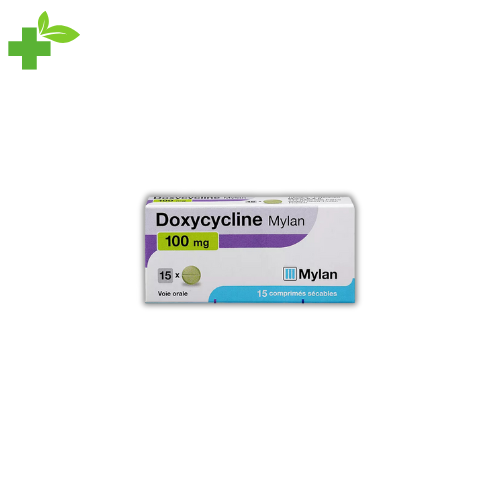 Doxycycline Mylan
100 mg
15 x
Mylan
Voie orale
15 comprimés sécables